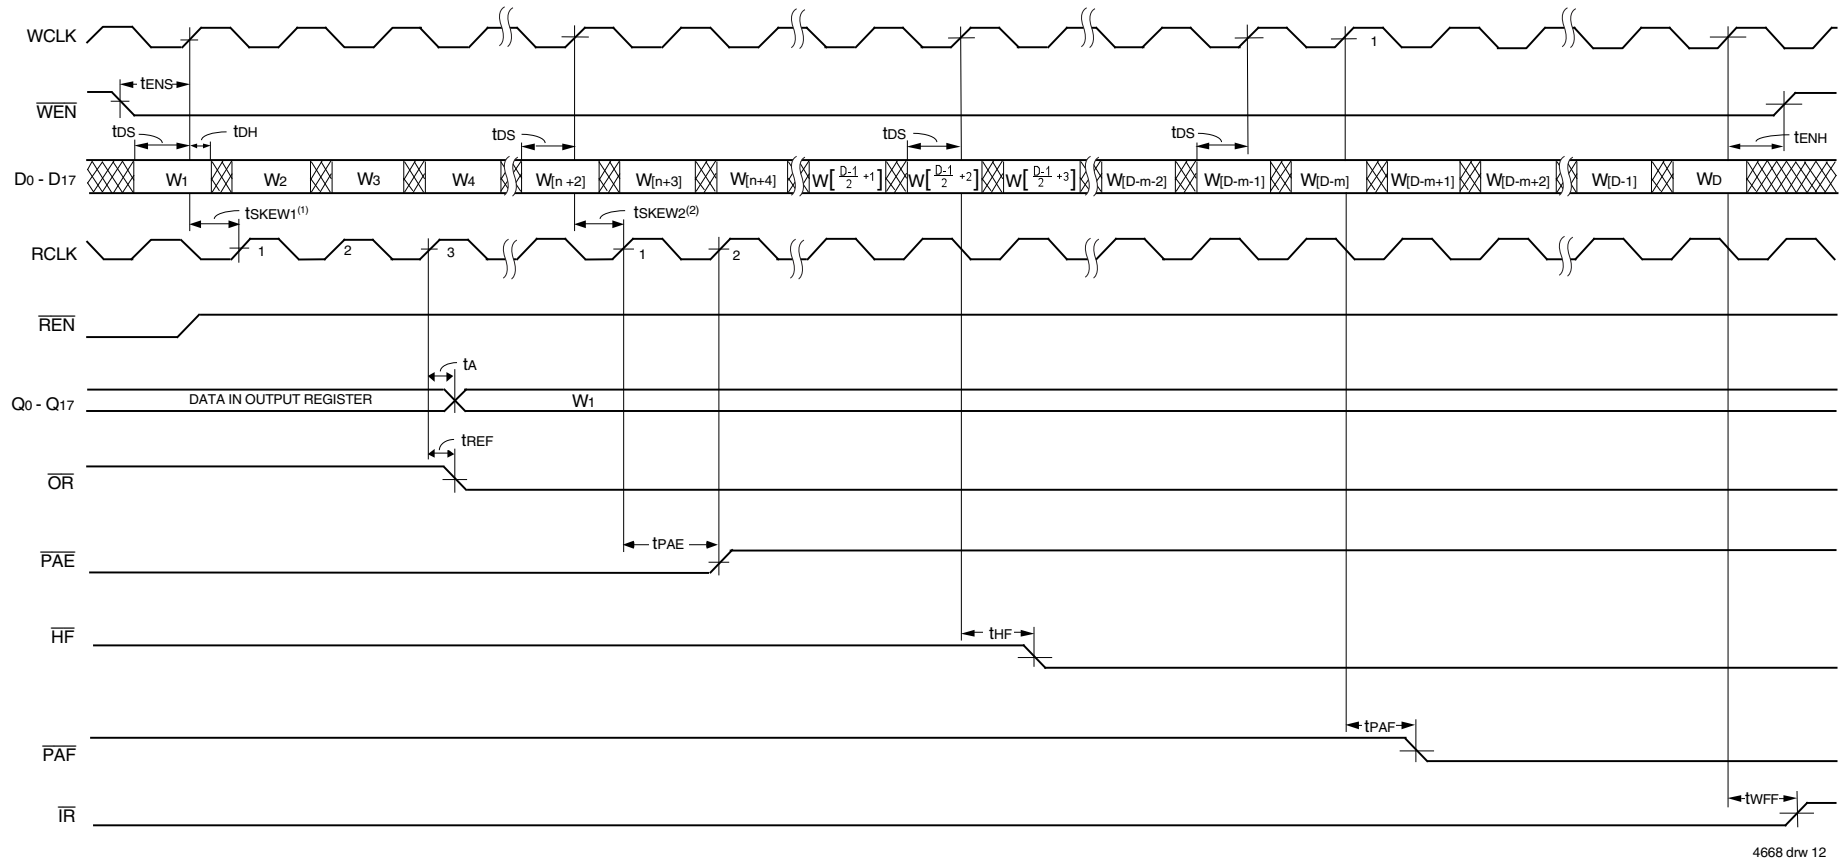 WCLK
1
tENS
WEN
tDS
tDH
tDS
tDS
tDS
tENH
D0 - D17
W1
W2
W3
W4
W[n +2]
W[n+3]
W[n+4]
W[D-1/2 +1]
W[D-1/2 +2]
W[D-1/2 +3]
W[D-m-2]
W[D-m-1]
W[D-m]
W[D-m+1]
W[D-m+2]
W[D-1]
WD
tSKEW1(1)
tSKEW2(2)
RCLK
1
2
3
1
2
REN
tA
Q0 - Q17
DATA IN OUTPUT REGISTER
W1
tREF
OR
tPAE
PAE
tHF
HF
tPAF
PAF
tWFF
IR
4668 drw 12